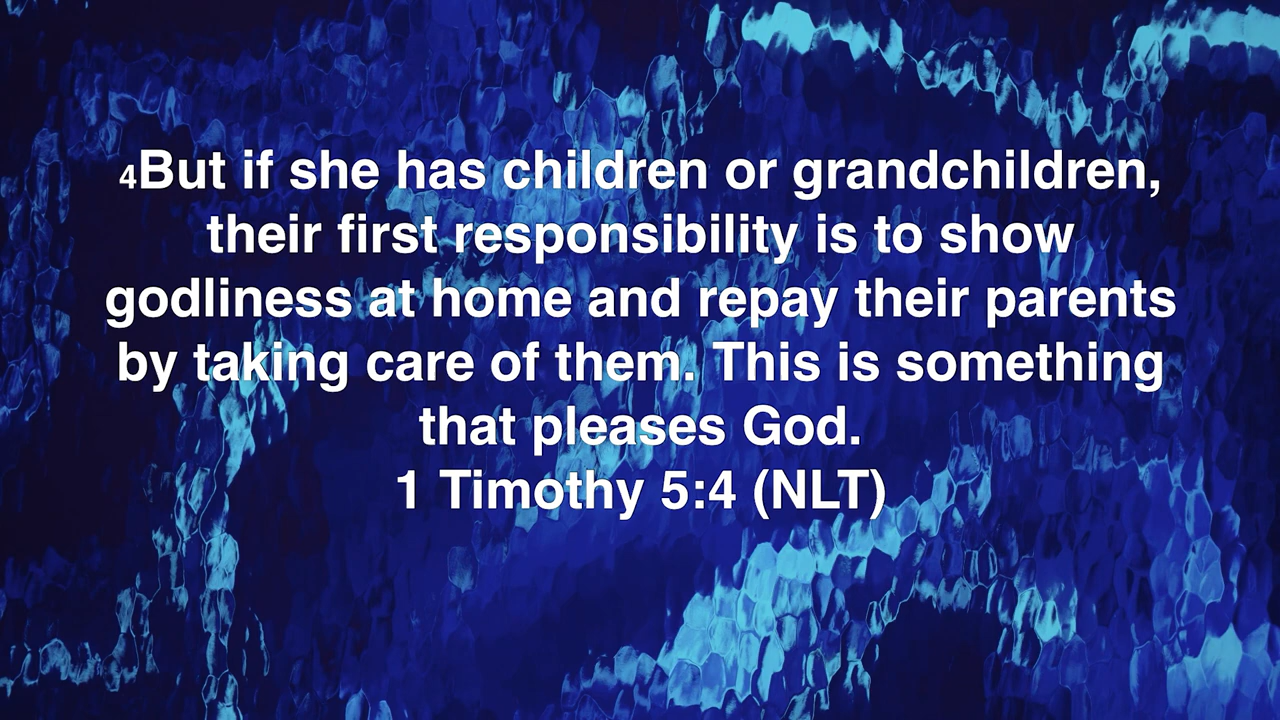 4But if she has children or grandchildren,
their first responsibility is to show
godliness at home and repay their parents
by taking care of them. This is something
that pleases God.
1 Timothy 5:4 (NLT)